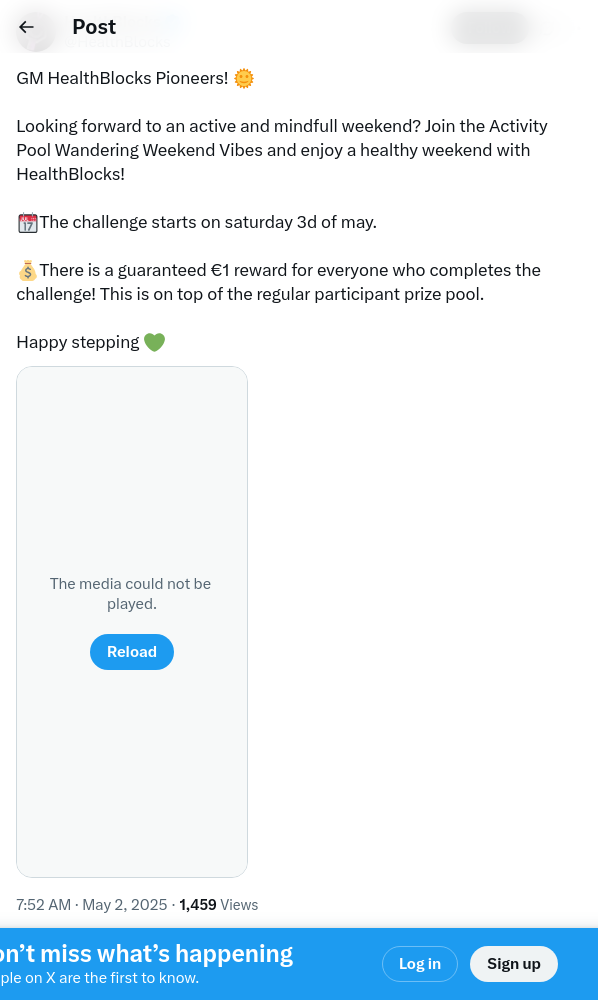 Post
GM HealthBlocks Pioneers! 🌞
Looking forward to an active and mindfull weekend? Join the Activity
Pool Wandering Weekend Vibes and enjoy a healthy weekend with
HealthBlocks!
📅The challenge starts on saturday 3d of may.
💰There is a guaranteed €1 reward for everyone who completes the
challenge! This is on top of the regular participant prize pool.
Happy stepping 💚
The media could not be
played.
Reload
7:52 AM · May 2, 2025 · 1,459 Views
on’t miss what’s happening
ple on X are the first to know.
Log in
Sign up